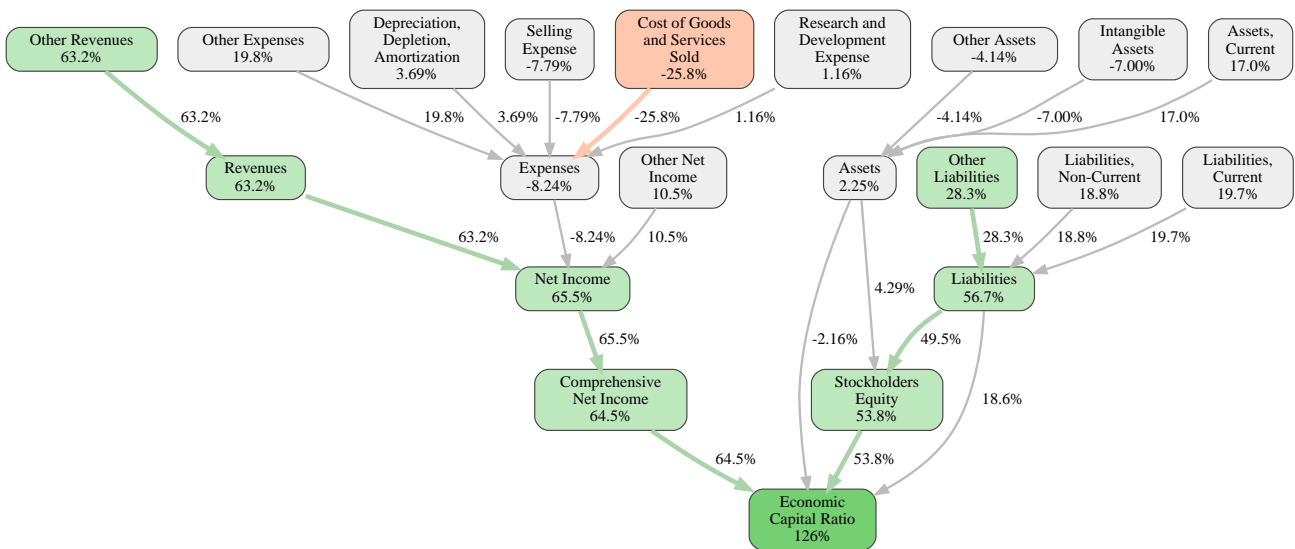 Other Revenues
63.2%
Other Expenses
19.8%
Depreciation,
Depletion,
Amortization
3.69%
Selling
Expense
-7.79%
Cost of Goods
and Services
Sold
-25.8%
Research and
Development
Expense
1.16%
Other Assets
-4.14%
Intangible
Assets
-7.00%
Assets,
Current
17.0%
63.2%
19.8%
3.69%
-7.79%
-25.8%
1.16%
-4.14%
-7.00%
17.0%
Revenues
63.2%
Expenses
-8.24%
Other Net
Income
10.5%
Assets
2.25%
Other
Liabilities
28.3%
Liabilities,
Non-Current
18.8%
Liabilities,
Current
19.7%
63.2%
-8.24%
10.5%
28.3%
18.8%
19.7%
Net Income
65.5%
4.29%
Liabilities
56.7%
65.5%
-2.16%
49.5%
Comprehensive
Net Income
64.5%
Stockholders
Equity
53.8%
18.6%
64.5%
53.8%
Economic
Capital Ratio
126%